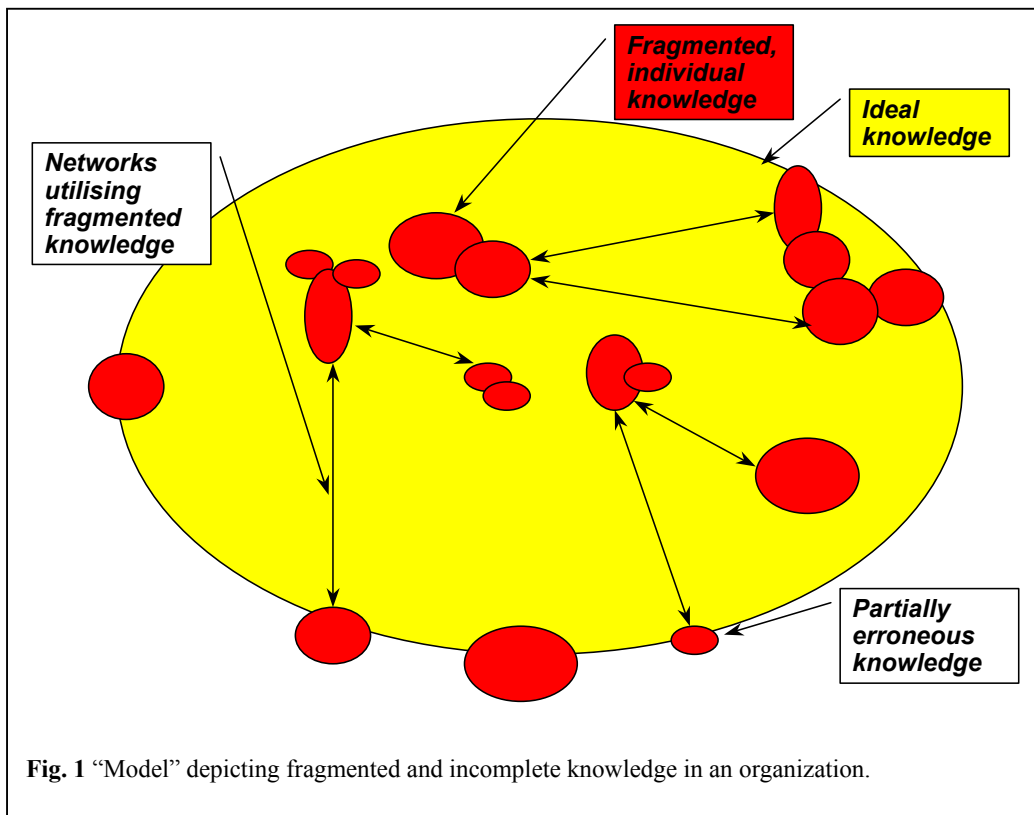 Fragmented,
individual
knowledge
Ideal
knowledge
Networks
utilising
fragmented
knowledge
Partially
erroneous
knowledge
Fig. 1 “Model” depicting fragmented and incomplete knowledge in an organization.